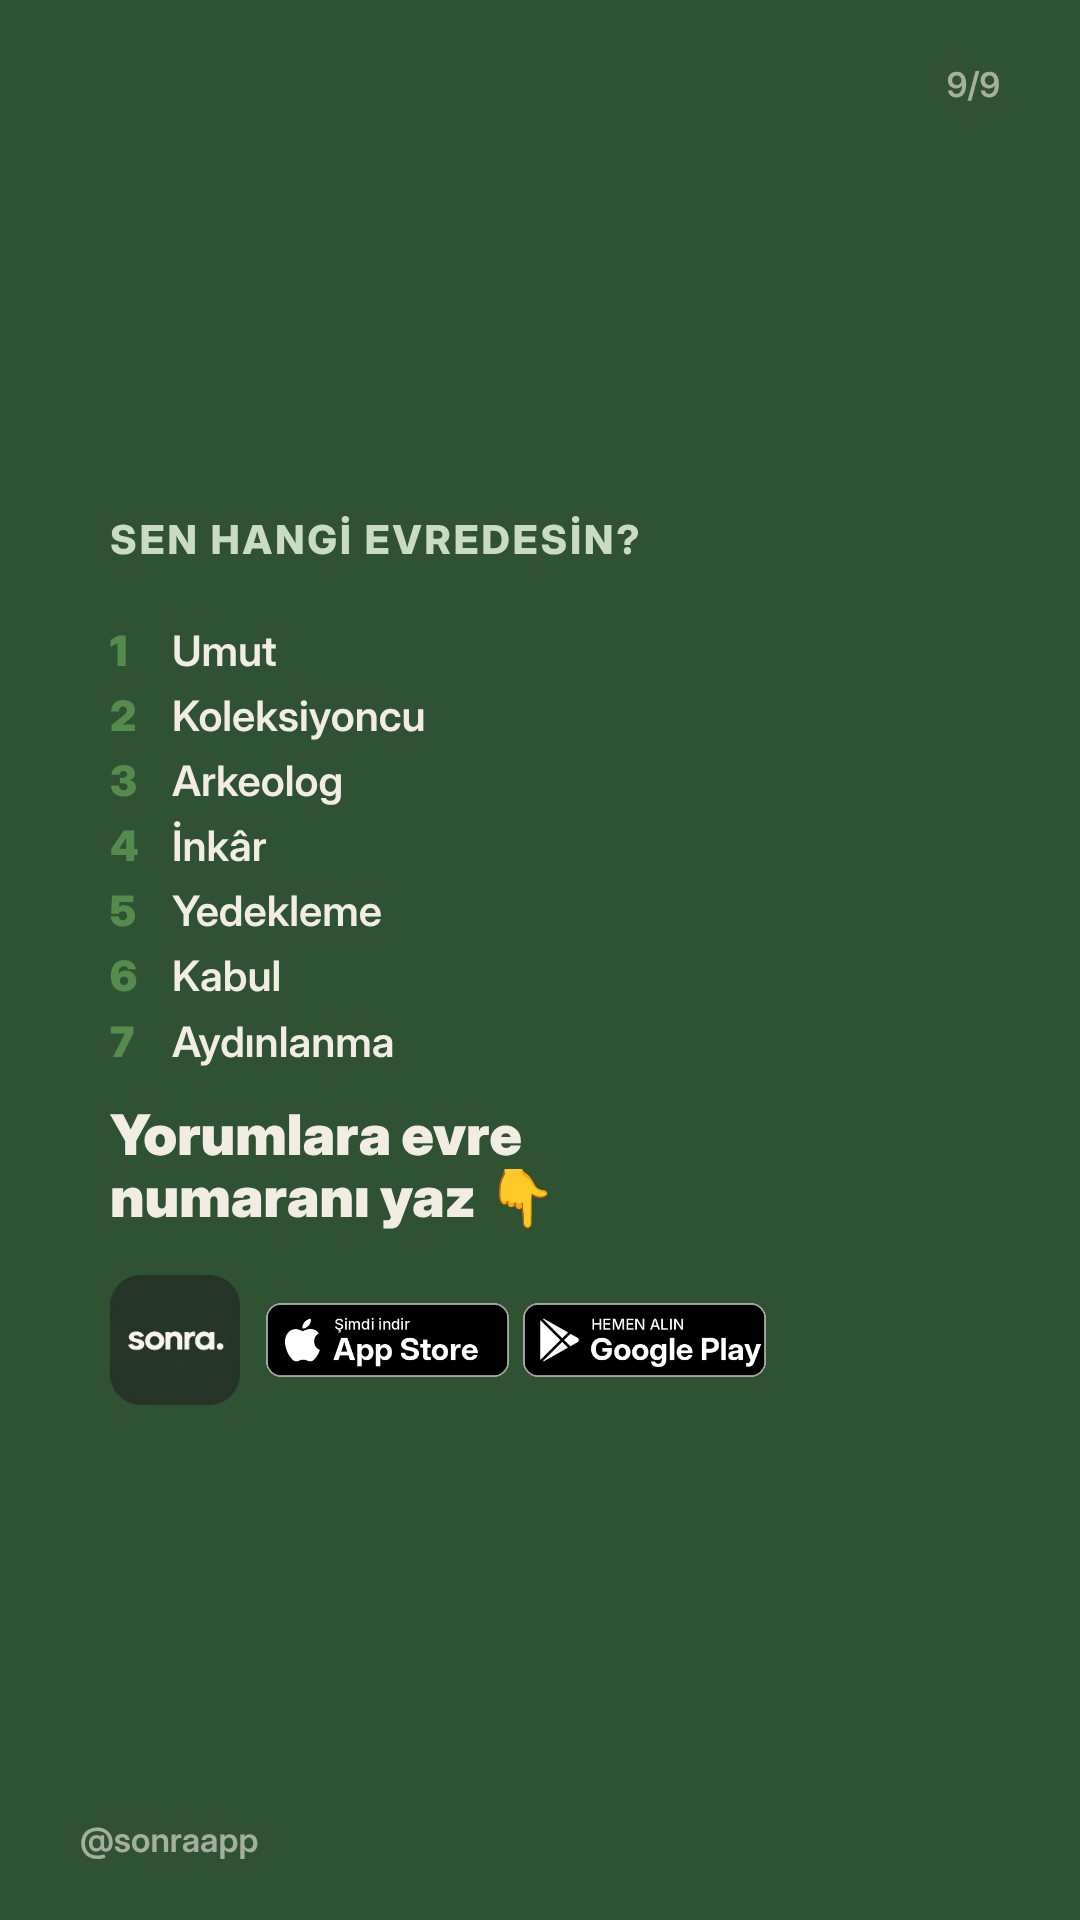 9/9
SEN HANGİ EVREDESİN?
1 Umut
2 Koleksiyoncu
3 Arkeolog
4 İnkâr
5 Yedekleme
6 Kabul
7 Aydınlanma
Yorumlara evre
numaranı yaz 👇
sonra.
Şimdi indir
App Store
HEMEN ALIN
Google Play
@sonraapp